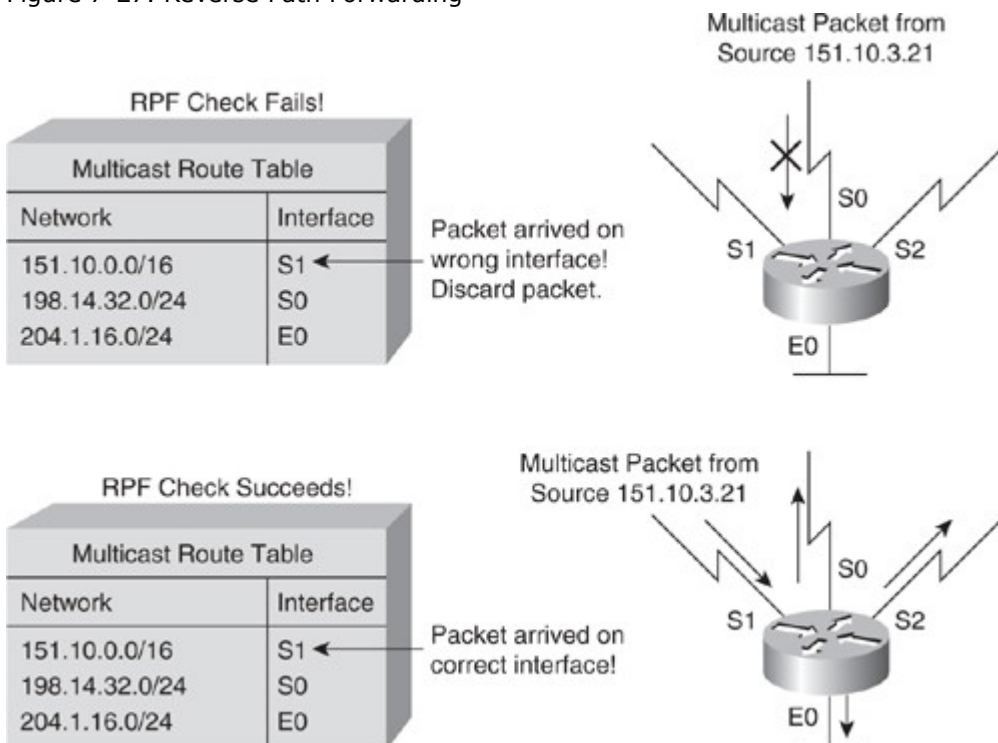 Figure 7-27. Reverse Path Forwarding
Multicast Packet from
Source 151.10.3.21
RPF Check Fails!
Multicast Route Table
Network Interface
151.10.0.0/16 S1
198.14.32.0/24 S0
204.1.16.0/24 E0
Packet arrived on
wrong interface!
Discard packet.
S0
S1
S2
E0
RPF Check Succeeds!
Multicast Packet from
Source 151.10.3.21
Multicast Route Table
Network Interface
151.10.0.0/16 S1
198.14.32.0/24 S0
204.1.16.0/24 E0
Packet arrived on
correct interface!
S0
S1
S2
E0